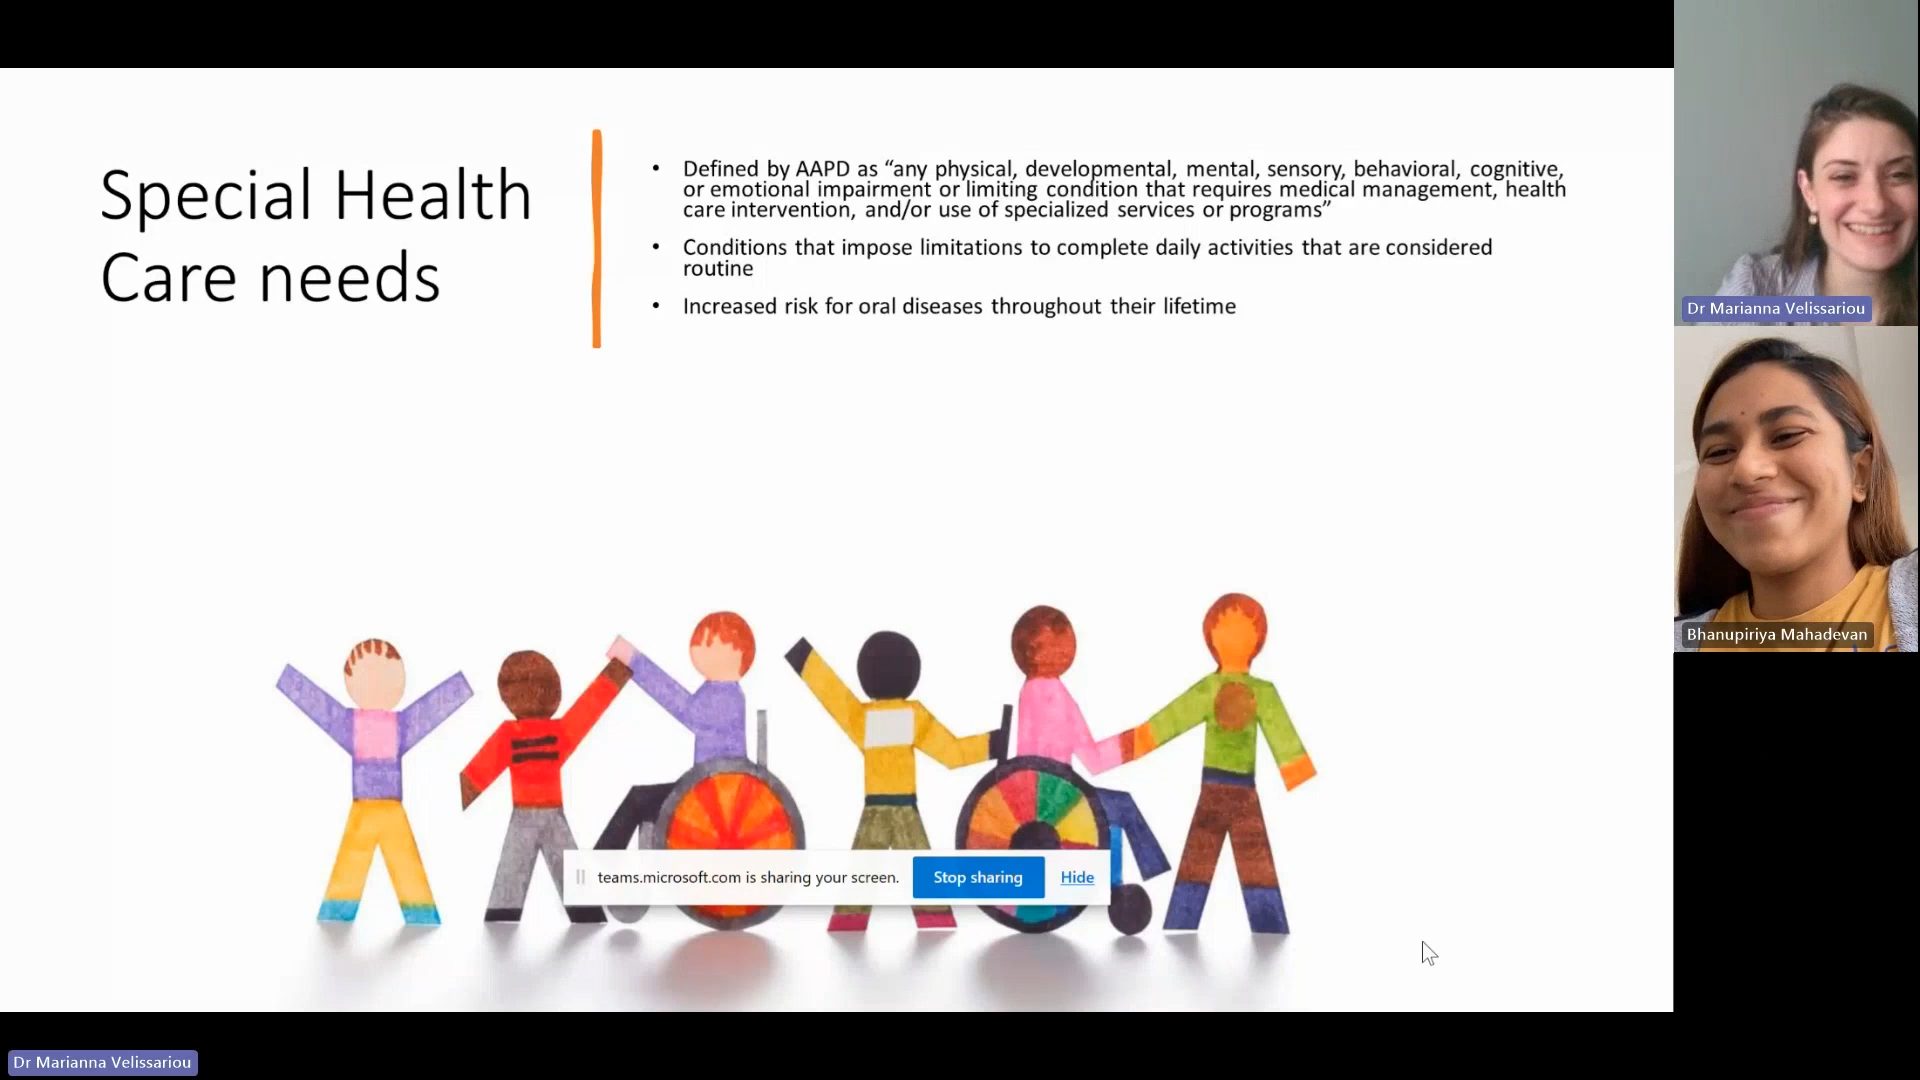 Special Health
Care needs
• Defined by AAPD as “any physical, developmental, mental, sensory, behavioral, cognitive,
or emotional impairment or limiting condition that requires medical management, health
care intervention, and/or use of specialized services or programs”
• Conditions that impose limitations to complete daily activities that are considered
routine
• Increased risk for oral diseases throughout their lifetime
Dr Marianna Velissariou
Bhanupiriya Mahadevan
teams.microsoft.com is sharing your screen. Stop sharing Hide
Dr Marianna Velissariou